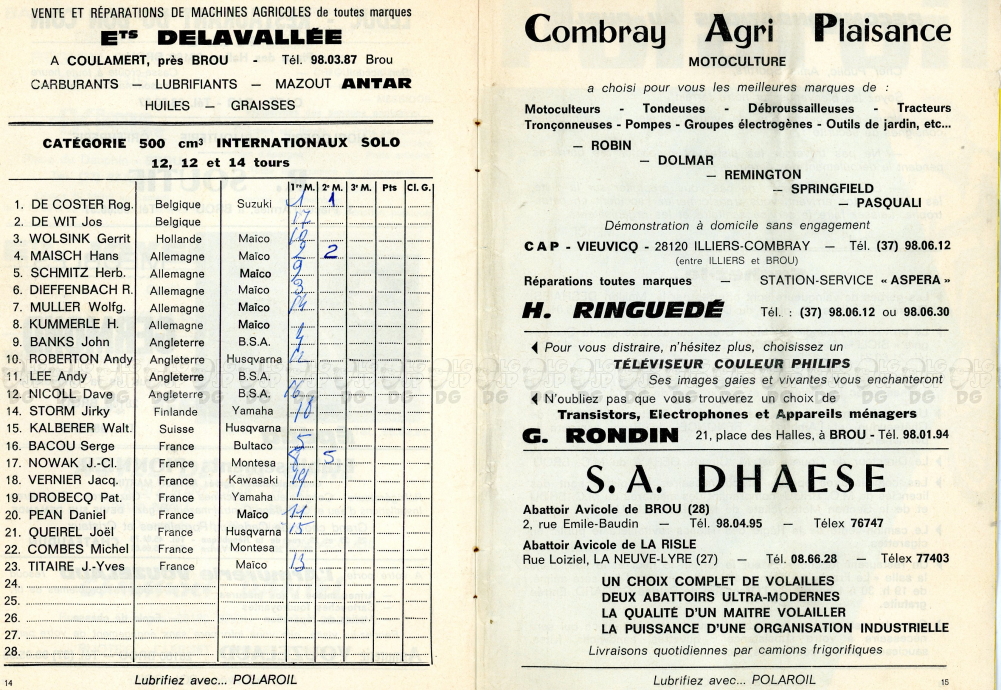 VENTE ET RÉPARATIONS DE MACHINES AGRICOLES de toutes marques
ETS DELAVALLÉE
A COULAMERT, près BROU - Tél. 98.03.87 Brou
CARBURANTS — LUBRIFIANTS — MAZOUT ANTAR
HUILES — GRAISSES
CATÉGORIE 500 cm³ INTERNATIONAUX SOLO
12, 12 et 14 tours
1re M. 2e M. 3e M. Pts Cl. G.
1. DE COSTER Rog. Belgique Suzuki 1 1
2. DE WIT Jos Belgique 17
3. WOLSINK Gerrit Hollande Maïco
4. MAISCH Hans Allemagne Maïco 2 2
5. SCHMITZ Herb. Allemagne Maïco 9
6. DIEFFENBACH R. Allemagne Maïco 3
7. MULLER Wolfg. Allemagne Maïco 14
8. KUMMERLE H. Allemagne Maïco
9. BANKS John Angleterre B.S.A. 4
10. ROBERTON Andy Angleterre Husqvarna
11. LEE Andy Angleterre B.S.A.
12. NICOLL Dave Angleterre B.S.A. 16
14. STORM Jirky Finlande Yamaha
15. KALBERER Walt. Suisse Husqvarna
16. BACOU Serge France Bultaco 5
17. NOWAK J.-Cl. France Montesa 8 5
18. VERNIER Jacq. France Kawasaki
19. DROBECQ Pat. France Yamaha
20. PEAN Daniel France Maïco 11
21. QUEIREL Joël France Husqvarna 15
22. COMBES Michel France Montesa
23. TITAIRE J.-Yves France Maïco 13
24.
25.
26.
27.
28.
14 Lubrifiez avec... POLAROIL
Combray Agri Plaisance
MOTOCULTURE
a choisi pour vous les meilleures marques de :
Motoculteurs - Tondeuses - Débroussailleuses - Tracteurs
Tronçonneuses - Pompes - Groupes électrogènes - Outils de jardin, etc...
— ROBIN
— DOLMAR
— REMINGTON
— SPRINGFIELD
— PASQUALI
Démonstration à domicile sans engagement
CAP - VIEUVICQ - 28120 ILLIERS-COMBRAY — Tél. (37) 98.06.12
(entre ILLIERS et BROU)
Réparations toutes marques — STATION-SERVICE « ASPERA »
H. RINGUEDÉ Tél. : (37) 98.06.12 ou 98.06.30
Pour vous distraire, n'hésitez plus, choisissez un
TÉLÉVISEUR COULEUR PHILIPS
Ses images gaies et vivantes vous enchanteront
N'oubliez pas que vous trouverez un choix de
Transistors, Electrophones et Appareils ménagers
G. RONDIN 21, place des Halles, à BROU - Tél. 98.01.94
S.A. DHAESE
Abattoir Avicole de BROU (28)
2, rue Emile-Baudin — Tél. 98.04.95 — Télex 76747
Abattoir Avicole de LA RISLE
Rue Loiziel, LA NEUVE-LYRE (27) — Tél. 08.66.28 — Télex 77403
UN CHOIX COMPLET DE VOLAILLES
DEUX ABATTOIRS ULTRA-MODERNES
LA QUALITÉ D'UN MAITRE VOLAILLER
LA PUISSANCE D'UNE ORGANISATION INDUSTRIELLE
Livraisons quotidiennes par camions frigorifiques
Lubrifiez avec... POLAROIL 15